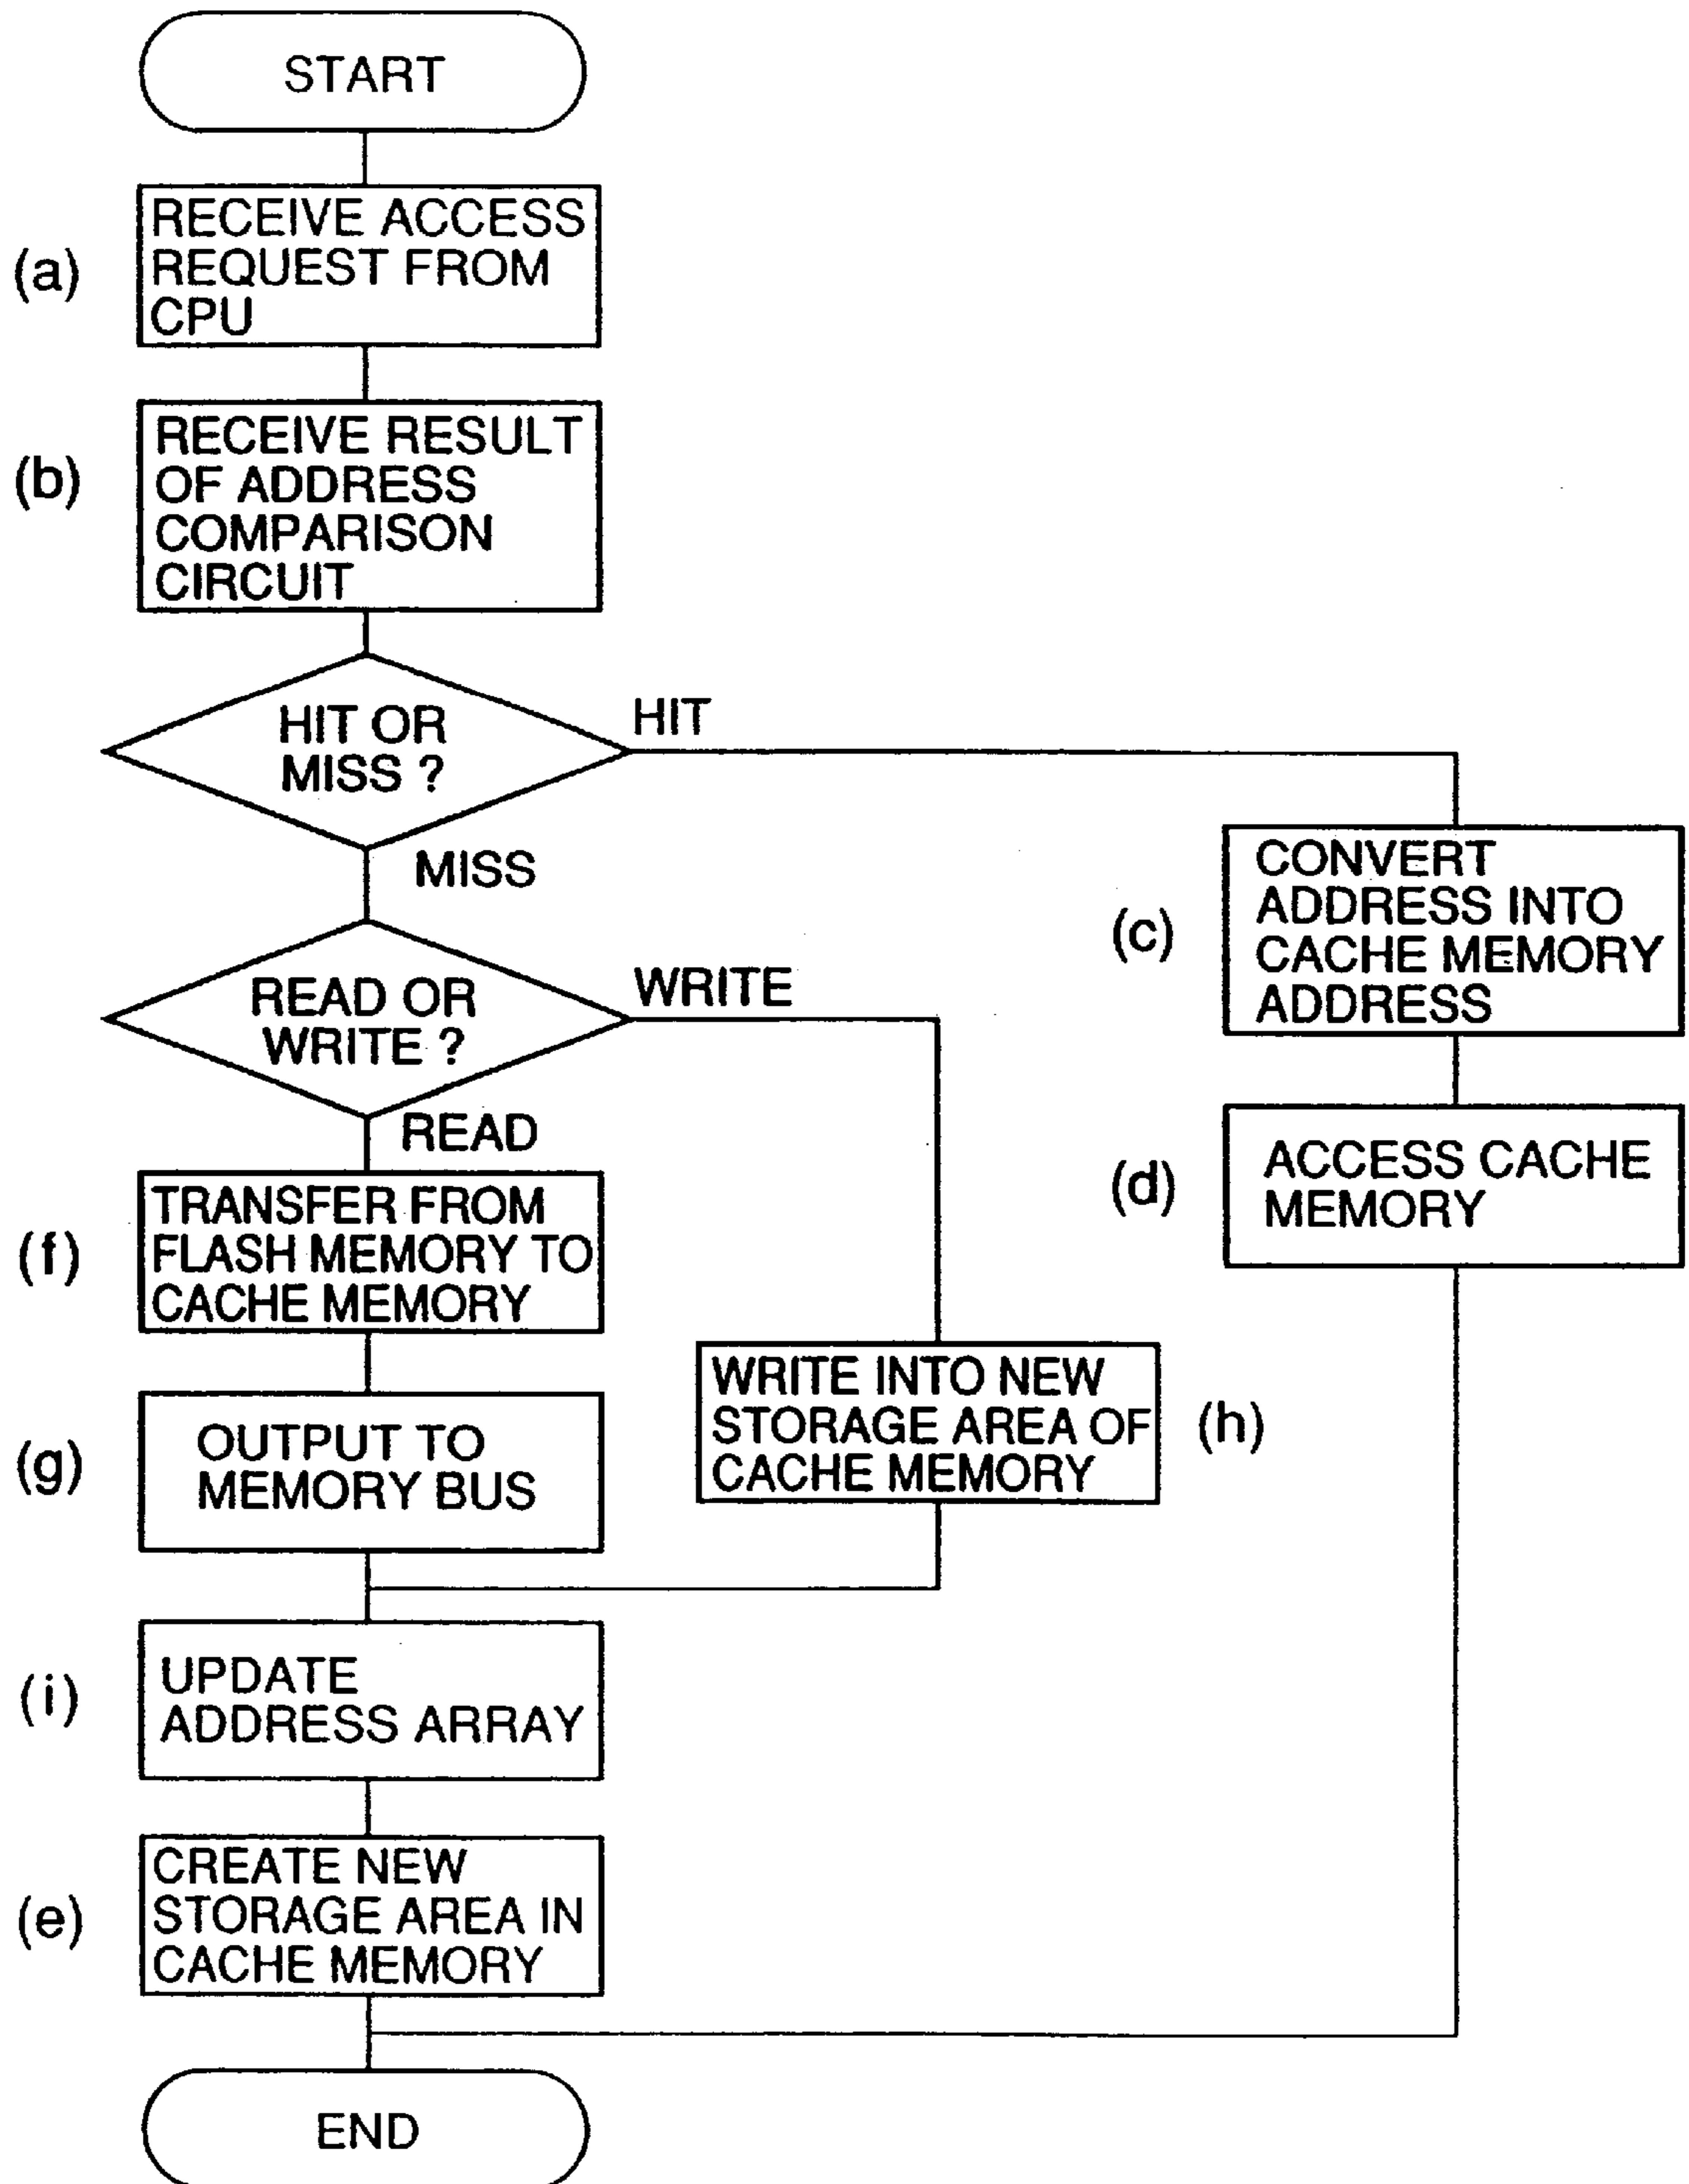 START
(a)
RECEIVE ACCESS
REQUEST FROM
CPU
(b)
RECEIVE RESULT
OF ADDRESS
COMPARISON
CIRCUIT
HIT OR
MISS ?
HIT
MISS
(c)
CONVERT
ADDRESS INTO
CACHE MEMORY
ADDRESS
READ OR
WRITE ?
WRITE
READ
(d)
ACCESS CACHE
MEMORY
(f)
TRANSFER FROM
FLASH MEMORY TO
CACHE MEMORY
WRITE INTO NEW
STORAGE AREA OF
CACHE MEMORY
(h)
(g)
OUTPUT TO
MEMORY BUS
(i)
UPDATE
ADDRESS ARRAY
(e)
CREATE NEW
STORAGE AREA IN
CACHE MEMORY
END